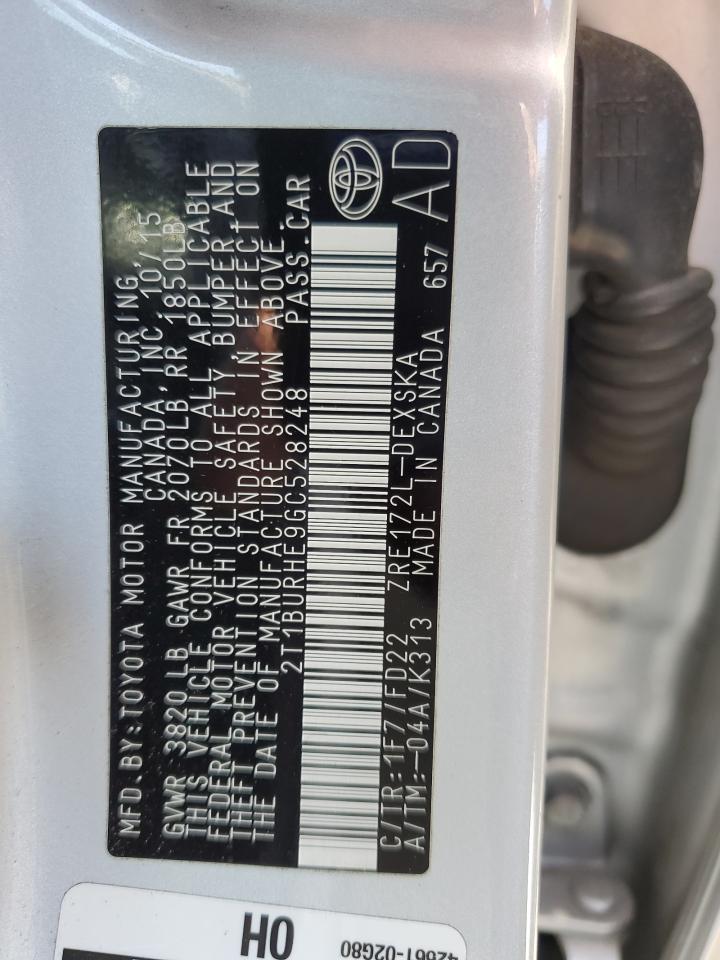 MFD.BY:TOYOTA MOTOR MANUFACTURING,
CANADA, INC. 10/15
GVWR 3820LB GAWR FR 2070LB RR 1850LB
THIS VEHICLE CONFORMS TO ALL APPLICABLE
FEDERAL MOTOR VEHICLE SAFETY, BUMPER, AND
THEFT PREVENTION STANDARDS IN EFFECT ON
THE DATE OF MANUFACTURE SHOWN ABOVE.
2T1BURHE9GC528248 PASS.CAR
C/TR:1F7/FD22 ZRE172L-DEXSKA
A/TM:-04A/K313 MADE IN CANADA 657 AD
OH
42661-02G80